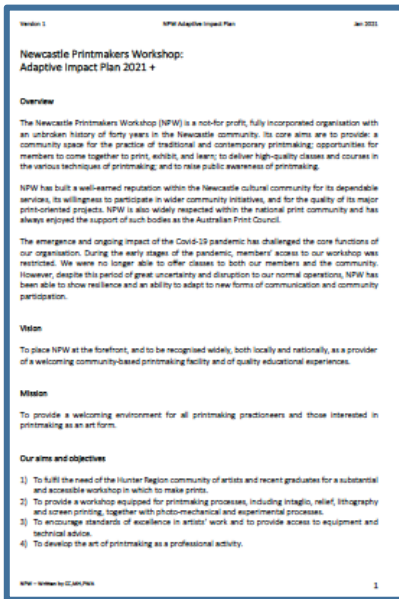 Version 1 NPW Adaptive Impact Plan Jan 2021
Newcastle Printmakers Workshop:
Adaptive Impact Plan 2021 +
Overview
The Newcastle Printmakers Workshop (NPW) is a not-for profit, fully incorporated organisation with
an unbroken history of forty years in the Newcastle community. Its core aims are to provide: a
community space for the practice of traditional and contemporary printmaking; opportunities for
members to come together to print, exhibit, and learn; to deliver high-quality classes and courses in
the various techniques of printmaking; and to raise public awareness of printmaking.
NPW has built a well-earned reputation within the Newcastle cultural community for its dependable
services, its willingness to participate in wider community initiatives, and for the quality of its major
print-oriented projects. NPW is also widely respected within the national print community and has
always enjoyed the support of such bodies as the Australian Print Council.
The emergence and ongoing impact of the Covid-19 pandemic has challenged the core functions of
our organisation. During the early stages of the pandemic, members' access to our workshop was
restricted. We were no longer able to offer classes to both our members and the community.
However, despite this period of great uncertainty and disruption to our normal operations, NPW has
been able to show resilience and an ability to adapt to new forms of communication and community
participation.
Vision
To place NPW at the forefront, and to be recognised widely, both locally and nationally, as a provider
of a welcoming community-based printmaking facility and of quality educational experiences.
Mission
To provide a welcoming environment for all printmaking practioneers and those interested in
printmaking as an art form.
Our aims and objectives
1) To fulfil the need of the Hunter Region community of artists and recent graduates for a substantial
and accessible workshop in which to make prints.
2) To provide a workshop equipped for printmaking processes, including intaglio, relief, lithography
and screen printing, together with photo-mechanical and experimental processes.
3) To encourage standards of excellence in artists' work and to provide access to equipment and
technical advice.
4) To develop the art of printmaking as a professional activity.
NPW – Written by 1